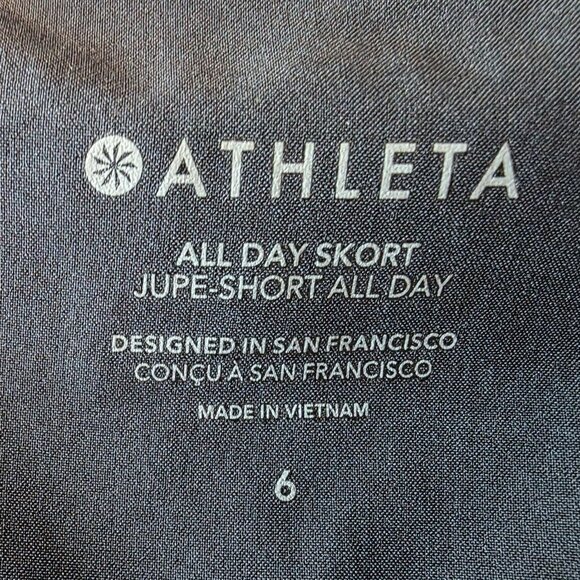 ATHLETA
ALL DAY SKORT
JUPE-SHORT ALL DAY
DESIGNED IN SAN FRANCISCO
CONÇU À SAN FRANCISCO
MADE IN VIETNAM
6